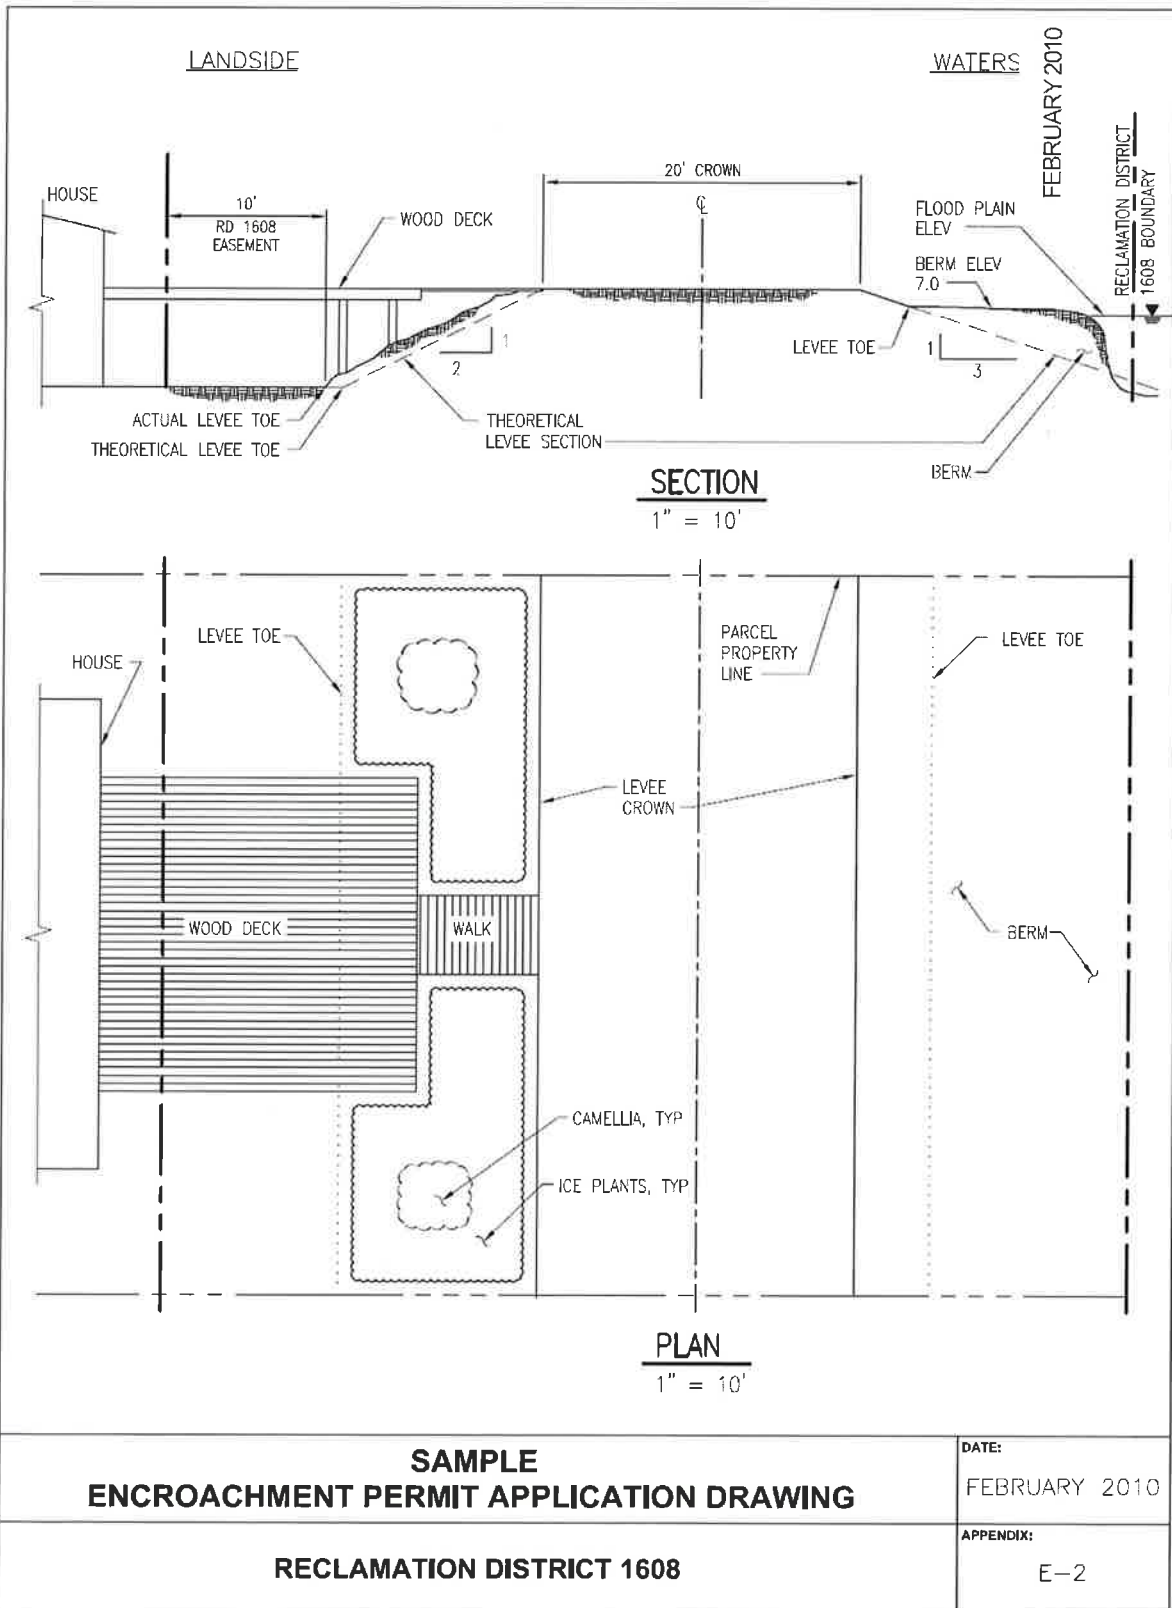 LANDSIDE
WATERS
FEBRUARY 2010
RECLAMATION DISTRICT
1608 BOUNDARY
HOUSE
10'
RD 1608
EASEMENT
WOOD DECK
20' CROWN
℄
FLOOD PLAIN
ELEV
BERM ELEV
7.0
LEVEE TOE
1
2
1
3
ACTUAL LEVEE TOE
THEORETICAL LEVEE TOE
THEORETICAL
LEVEE SECTION
BERM
SECTION
1" = 10'
LEVEE TOE
HOUSE
PARCEL
PROPERTY
LINE
LEVEE TOE
LEVEE
CROWN
WOOD DECK
WALK
BERM
CAMELLIA, TYP
ICE PLANTS, TYP
PLAN
1" = 10'
SAMPLE
ENCROACHMENT PERMIT APPLICATION DRAWING
DATE:
FEBRUARY 2010
RECLAMATION DISTRICT 1608
APPENDIX:
E-2